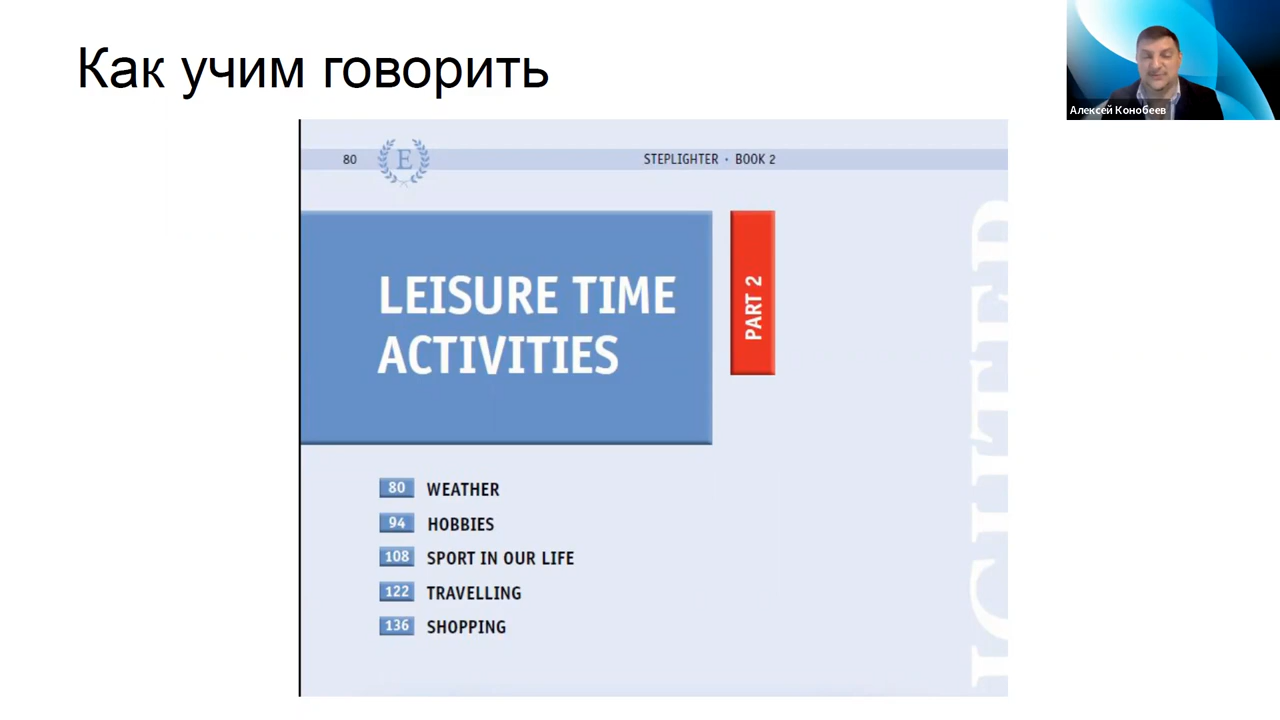 Как учим говорить
Алексей Конобеев
80
E
STEPLIGHTER · BOOK 2
LEISURE TIME
ACTIVITIES
PART 2
80 WEATHER
94 HOBBIES
108 SPORT IN OUR LIFE
122 TRAVELLING
136 SHOPPING